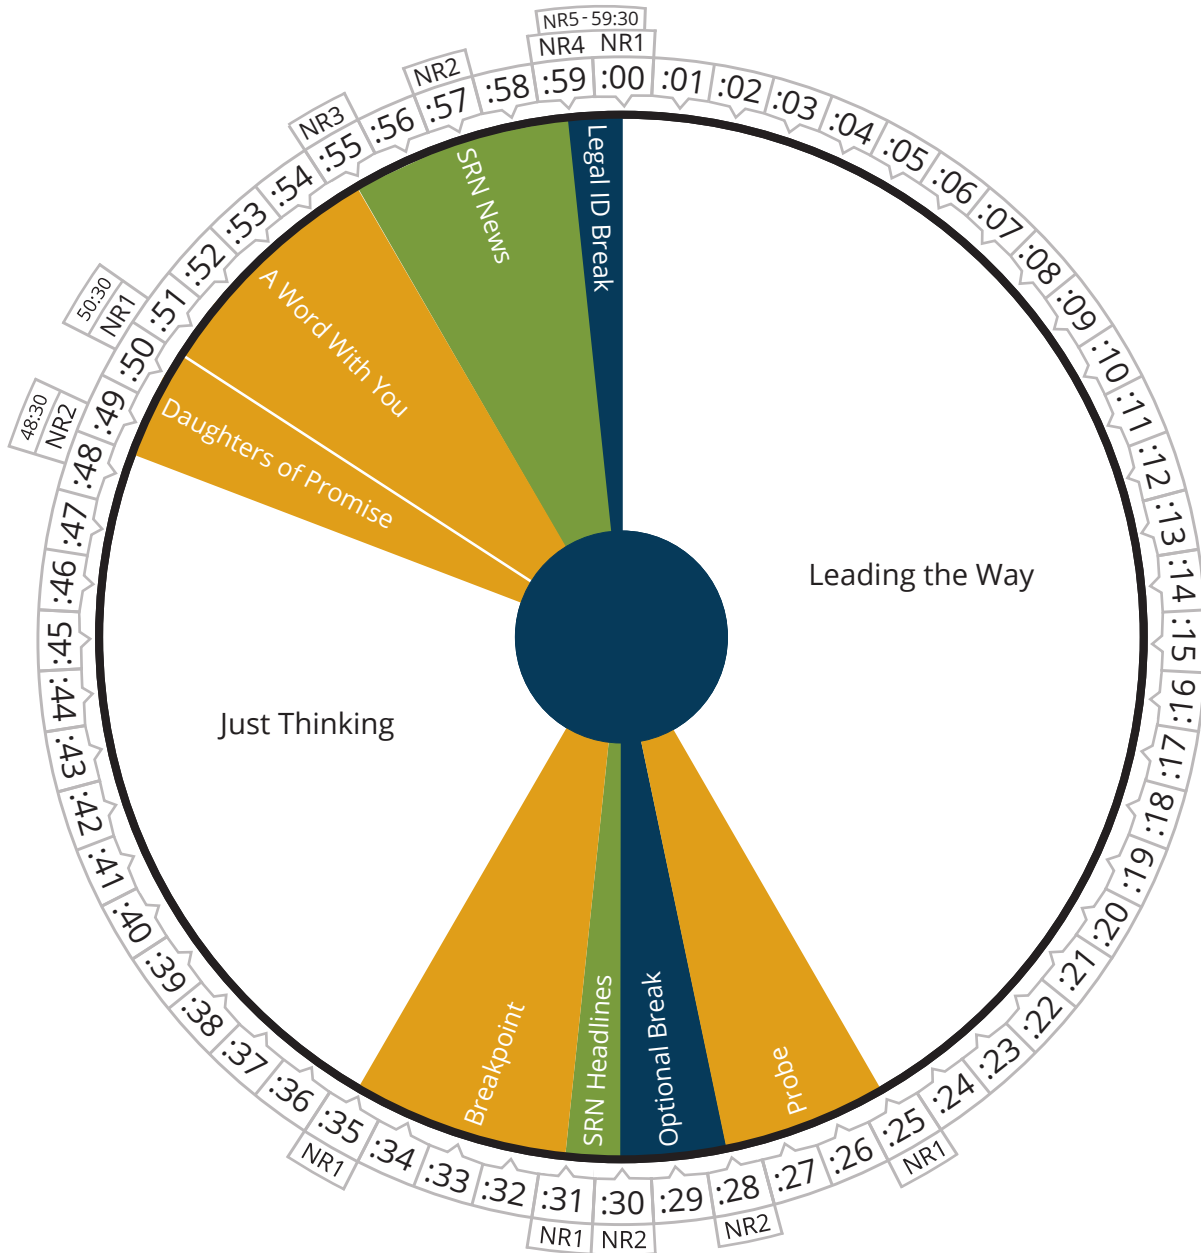 NR5 - 59:30
NR4 NR1
:00
:01
:02
:03
:04
:05
:06
:07
:08
:09
:10
:11
:12
:13
:14
:15
:16
:17
:18
:19
:20
:21
:22
:23
:24
:25
NR1
:26
:27
:28
NR2
:29
:30
NR2
:31
NR1
:32
:33
:34
:35
NR1
:36
:37
:38
:39
:40
:41
:42
:43
:44
:45
:46
:47
:48
NR2
48:30
:49
:50
NR1
50:30
:51
:52
:53
:54
:55
NR3
:56
:57
NR2
:58
:59
Legal ID Break
Leading the Way
Probe
Optional Break
SRN Headlines
Breakpoint
Just Thinking
Daughters of Promise
A Word With You
SRN News